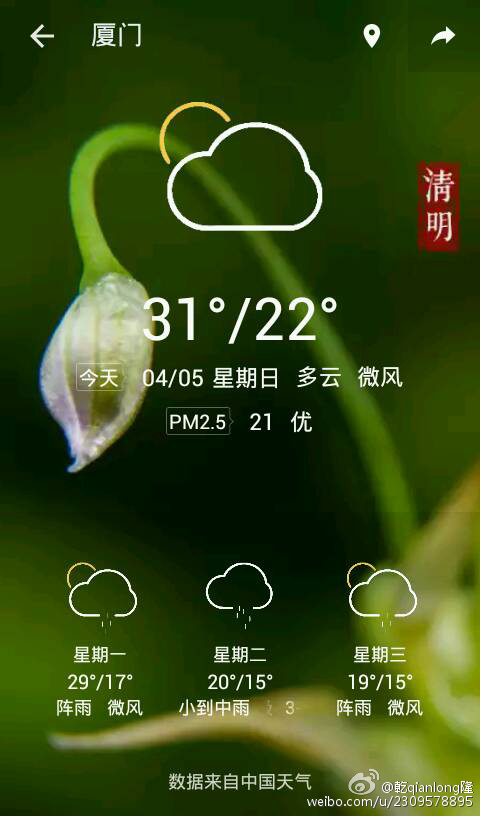 厦门
清明
31°/22°
今天 04/05 星期日 多云 微风
PM2.5 21 优
星期一 星期二 星期三
29°/17° 20°/15° 19°/15°
阵雨 微风 小到中雨 3 阵雨 微风
数据来自中国天气
@乾qianlong隆
weibo.com/u/2309578895